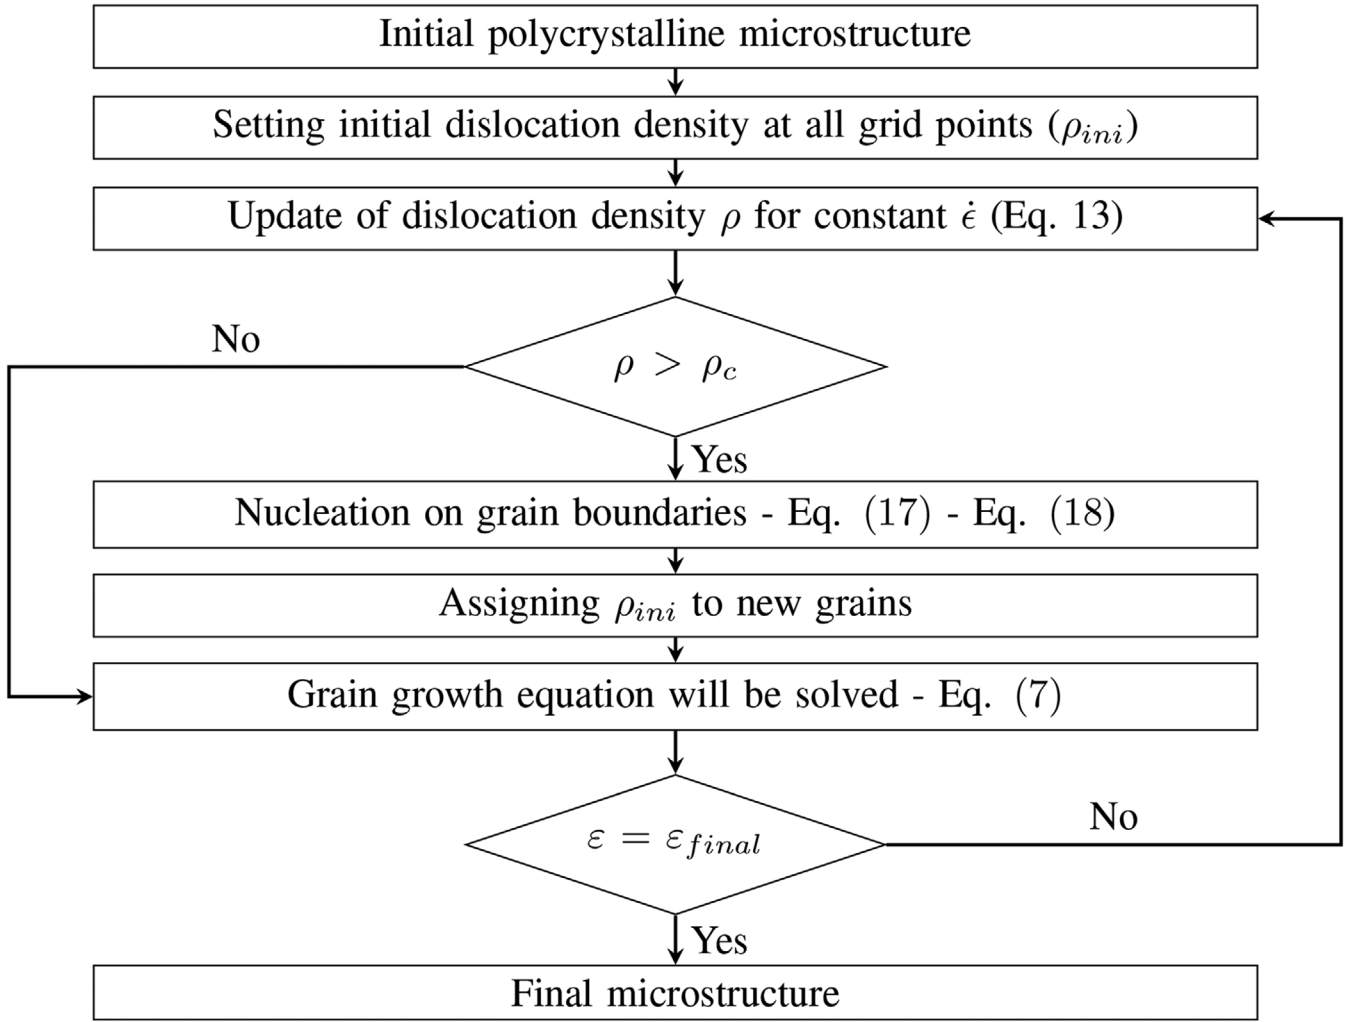 Initial polycrystalline microstructure
Setting initial dislocation density at all grid points (ρ_ini)
Update of dislocation density ρ for constant ϵ̇ (Eq. 13)
No
ρ > ρ_c
Yes
Nucleation on grain boundaries - Eq. (17) - Eq. (18)
Assigning ρ_ini to new grains
Grain growth equation will be solved - Eq. (7)
ε = ε_final
No
Yes
Final microstructure